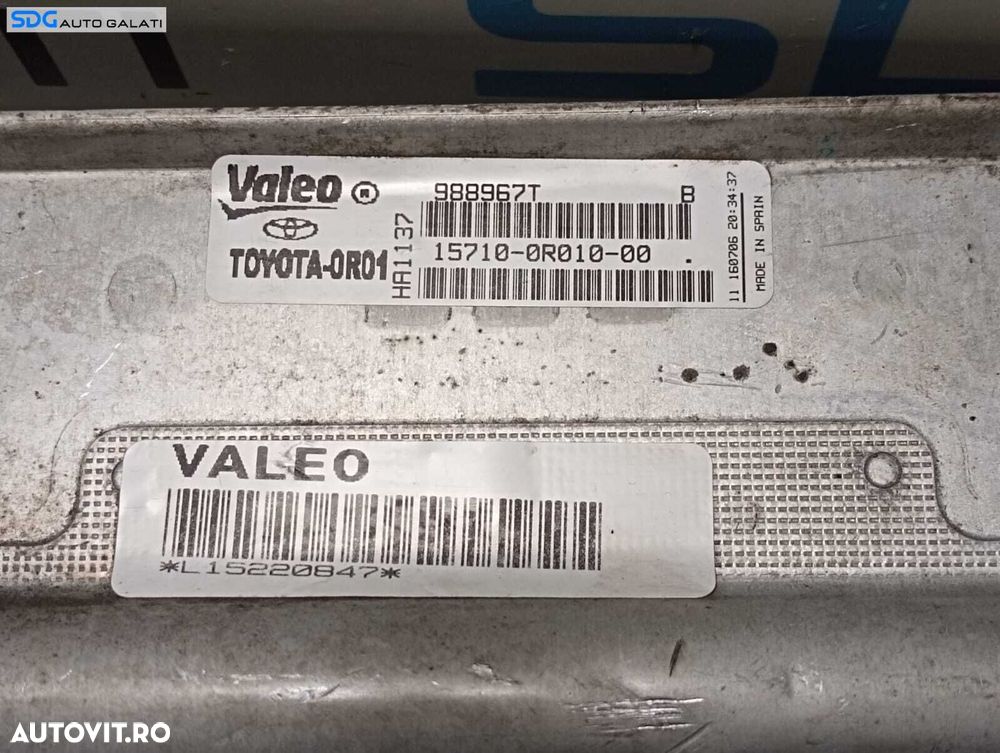 SDG AUTO GALATI
Valeo ®
988967T B
TOYOTA-0R01
HA1137
15710-0R010-00 .
11 160706 20:34:37
MADE IN SPAIN
VALEO
*L15220847*
AUTOVIT.RO